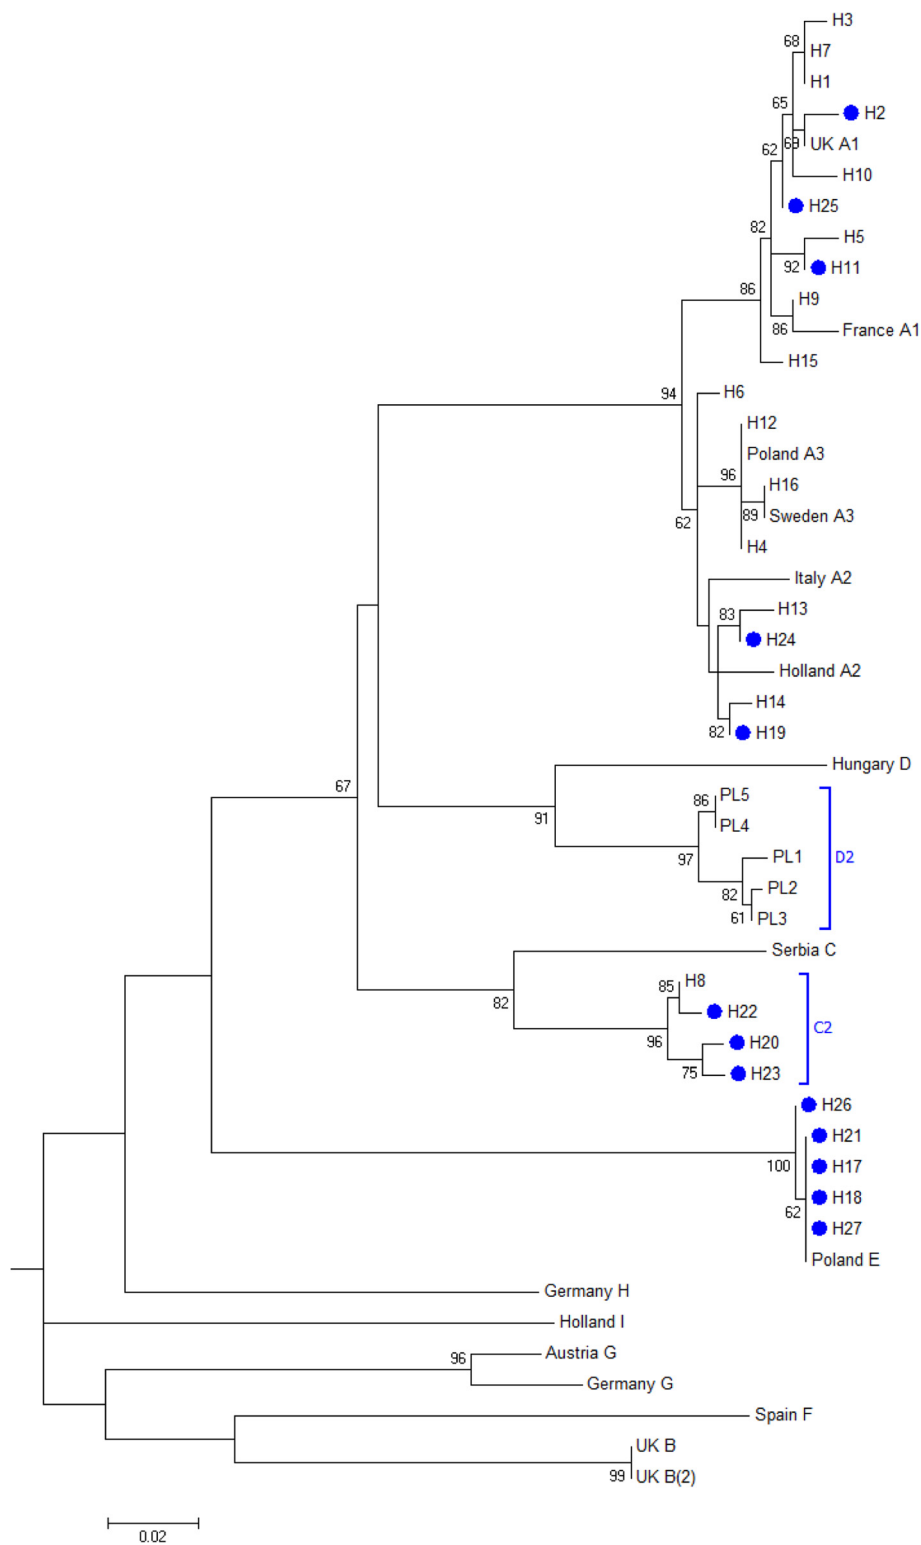 H3
68
H7
H1
65
H2
69
UK A1
62
H10
H25
82
H5
92
H11
86
H9
86
France A1
H15
94
H6
H12
Poland A3
96
H16
89
Sweden A3
62
H4
Italy A2
83
H13
H24
Holland A2
H14
82
H19
Hungary D
67
86
PL5
91
PL4
97
PL1
D2
82
PL2
61
PL3
Serbia C
82
85
H8
H22
C2
96
H20
75
H23
H26
H21
100
H17
H18
62
H27
Poland E
Germany H
Holland I
96
Austria G
Germany G
Spain F
UK B
99
UK B(2)
0.02